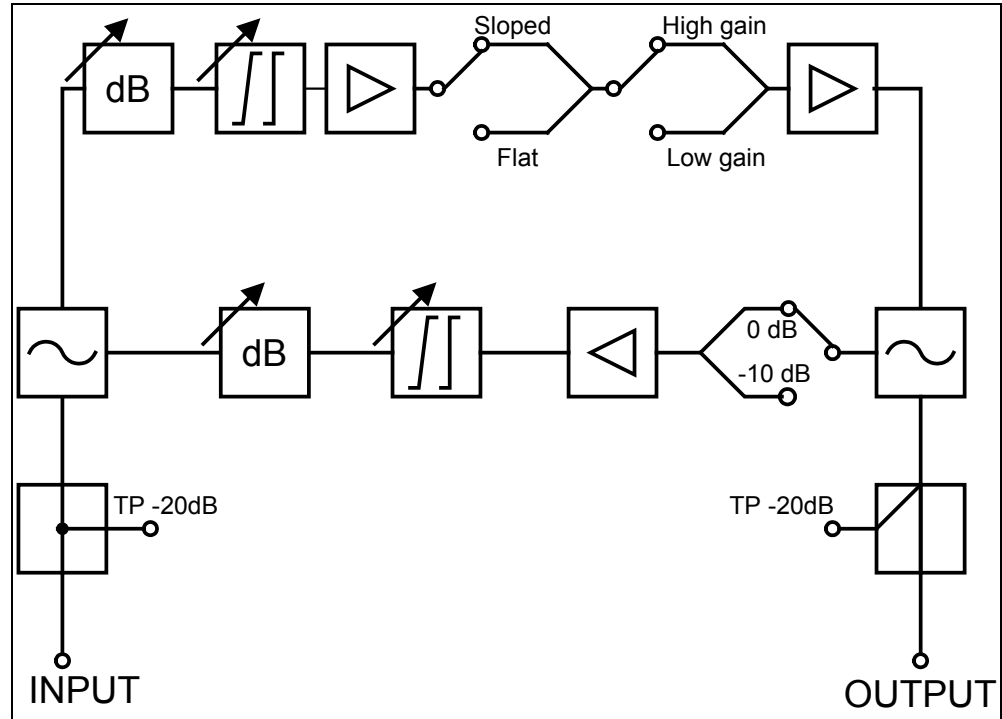 Sloped
High gain
dB
Flat
Low gain
0 dB
dB
-10 dB
TP -20dB
TP -20dB
INPUT
OUTPUT